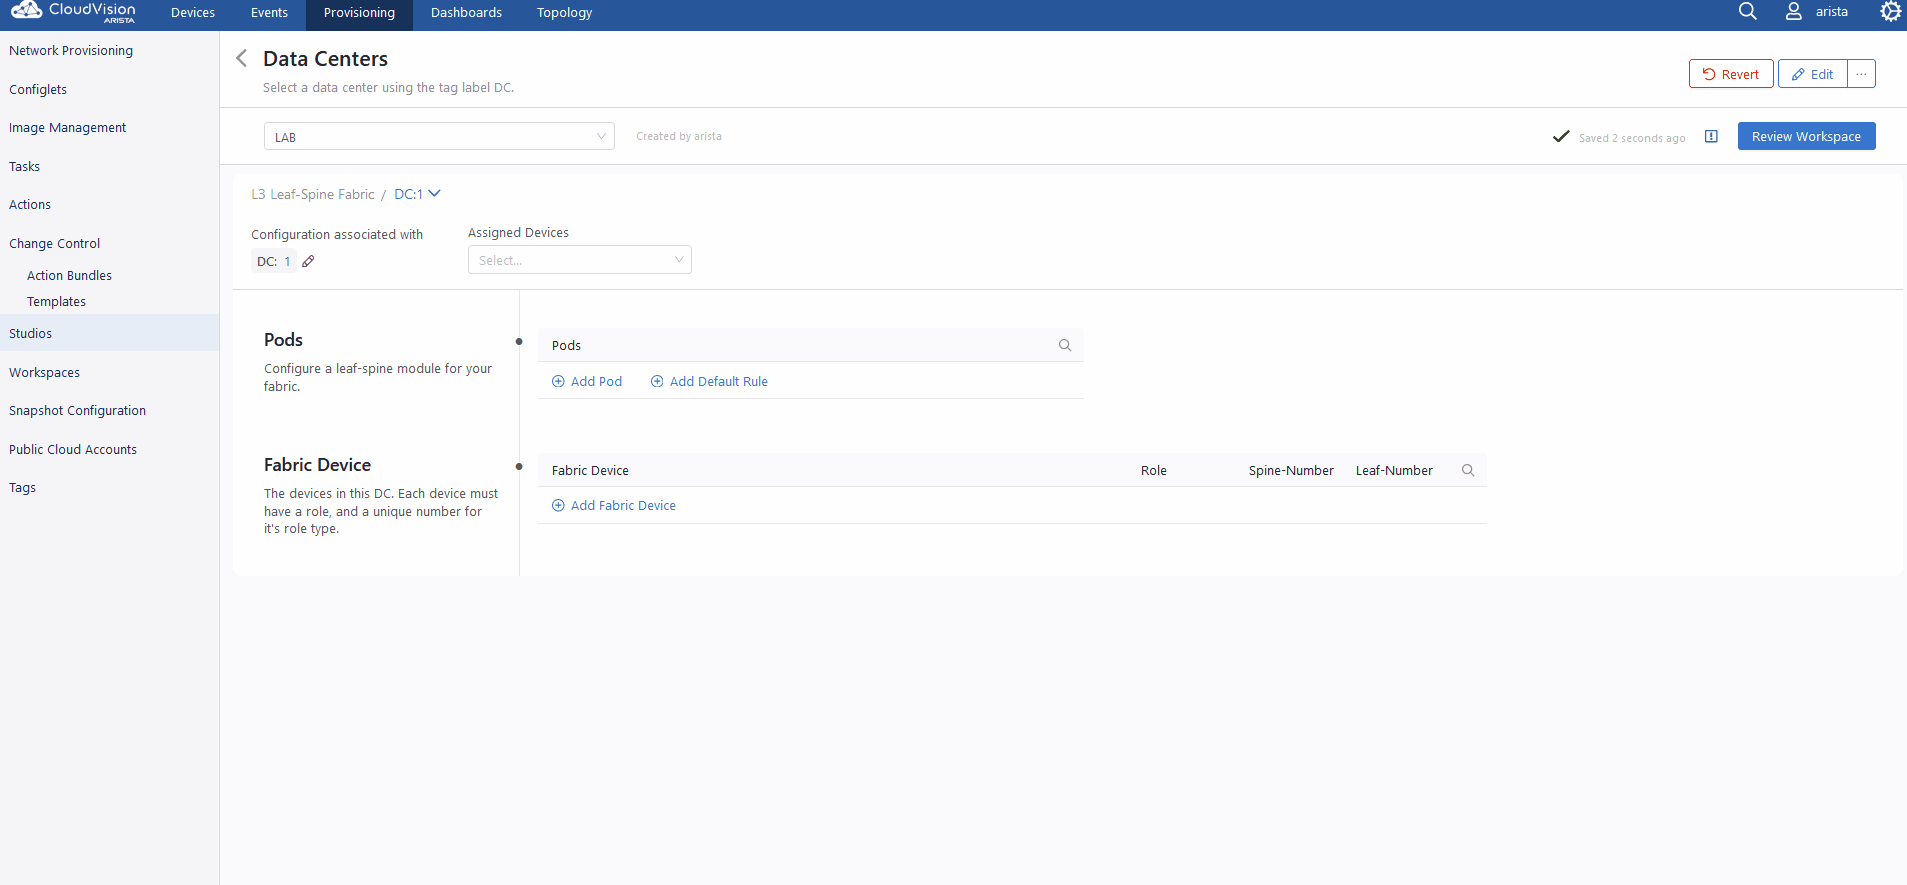 CloudVision
ARISTA
Devices
Events
Provisioning
Dashboards
Topology
arista
Network Provisioning
Configlets
Image Management
Tasks
Actions
Change Control
Action Bundles
Templates
Studios
Workspaces
Snapshot Configuration
Public Cloud Accounts
Tags
Data Centers
Select a data center using the tag label DC.
Revert
Edit
...
LAB
Created by arista
Saved 2 seconds ago
Review Workspace
L3 Leaf-Spine Fabric / DC:1
Configuration associated with
DC: 1
Assigned Devices
Select...
Pods
Configure a leaf-spine module for your
fabric.
Pods
Add Pod
Add Default Rule
Fabric Device
The devices in this DC. Each device must
have a role, and a unique number for
it's role type.
Fabric Device
Role
Spine-Number
Leaf-Number
Add Fabric Device